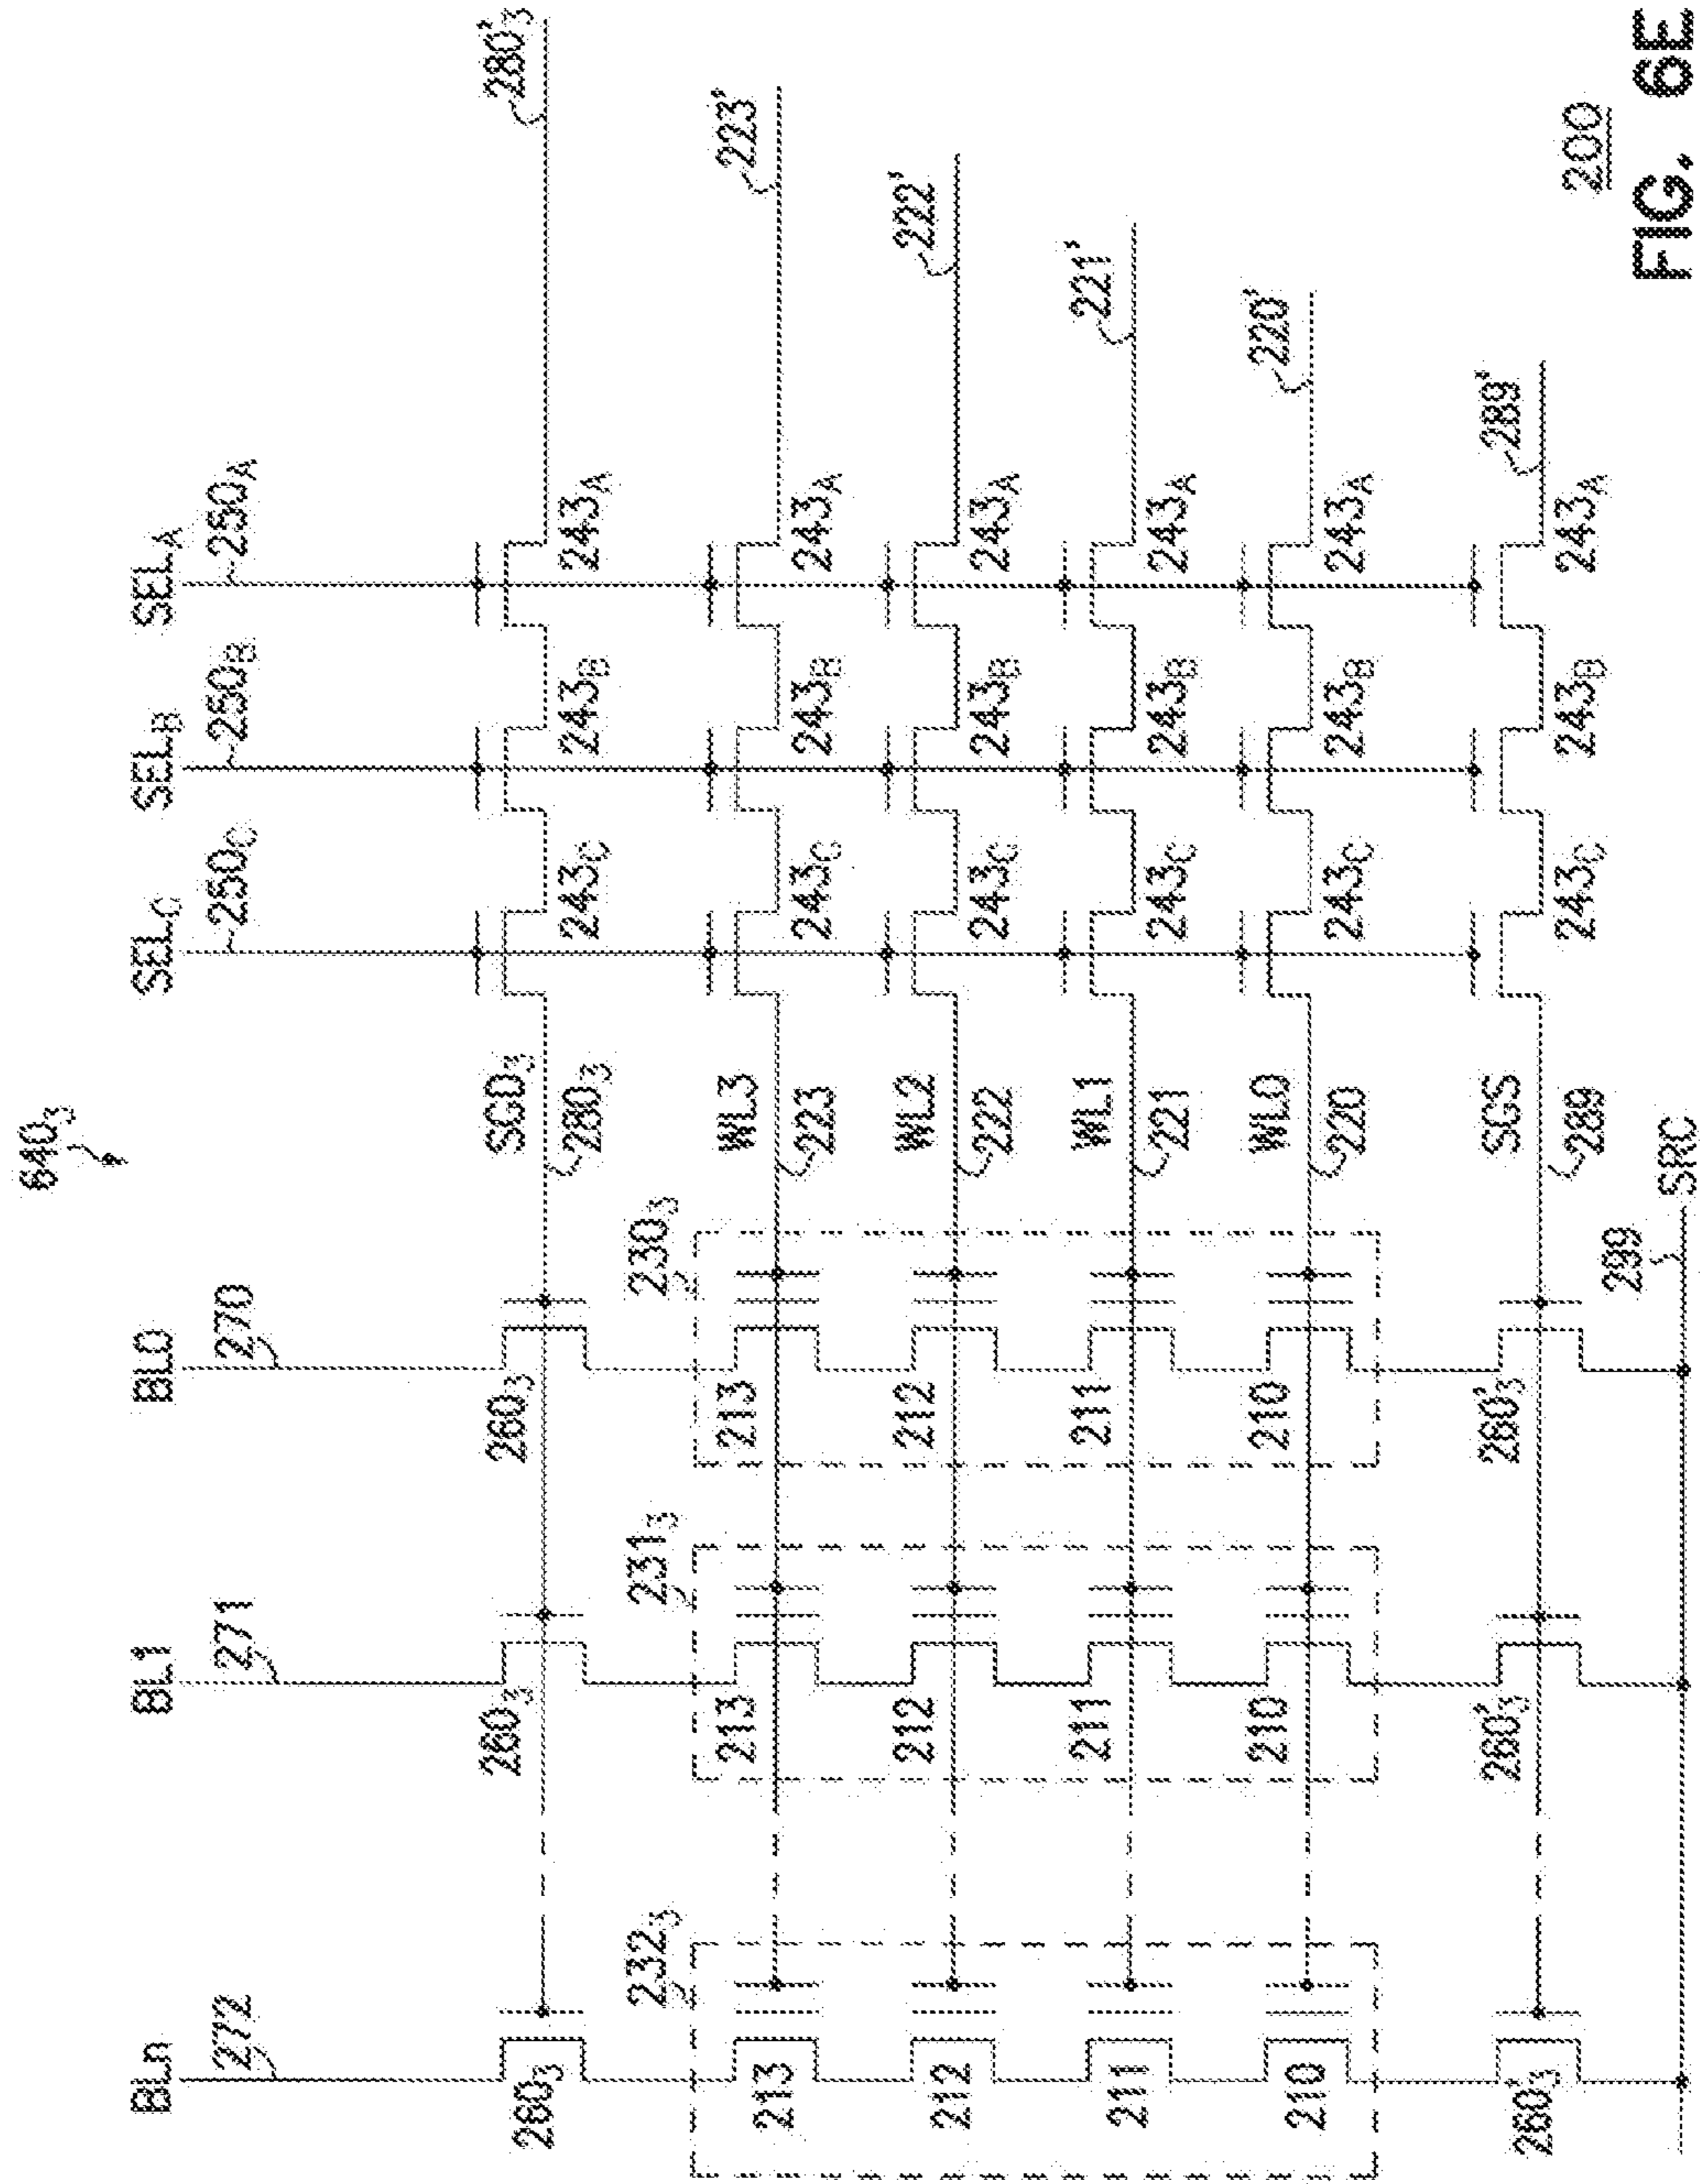 640₃
BLn
BL1
BL0
SEL_C
SEL_B
SEL_A
272
271
270
250_C
250_B
250_A
260₃
260₃
260₃
SGD₃
280₃
243_C
243_B
243_A
280'₃
232₃
231₃
230₃
213
213
213
WL3
223
243_C
243_B
243_A
223'
212
212
212
WL2
222
243_C
243_B
243_A
222'
211
211
211
WL1
221
243_C
243_B
243_A
221'
210
210
210
WL0
220
243_C
243_B
243_A
220'
260'₃
260'₃
260'₃
SGS
289
243_C
243_B
243_A
289'
299
SRC
200
FIG. 6E